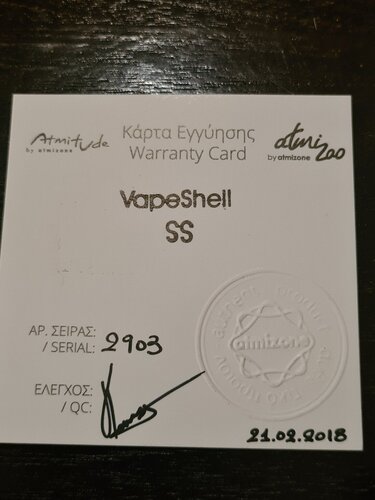 Atmitude
by atmizone
Κάρτα Εγγύησης
Warranty Card
atmizoo
by atmizone
VapeShell
SS
ΑΡ. ΣΕΙΡΑΣ:
/ SERIAL: 2903
ΕΛΕΓΧΟΣ:
/ QC:
atmizone
21.02.2018